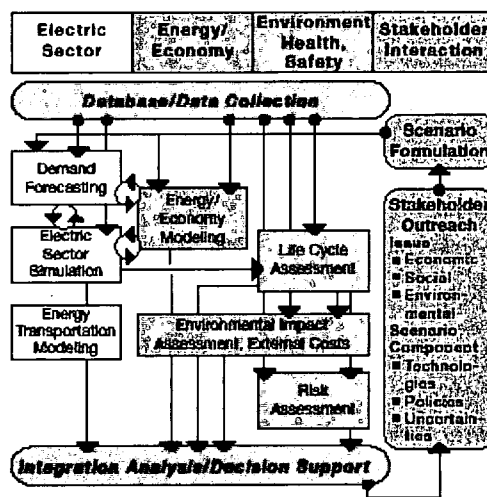 Electric
Sector
Energy/
Economy
Environment
Health,
Safety
Stakeholder
Interaction
Database/Data Collection
Scenario
Formulation
Demand
Forecasting
Energy/
Economy
Modeling
Electric
Sector
Simulation
Life Cycle
Assessment
Energy
Transportation
Modeling
Environmental Impact
Assessment, External Costs
Risk
Assessment
Stakeholder
Outreach
Issue
■ Economic
■ Social
■ Environ-
mental
Scenario
Component
■ Technolo-
gies
■ Policies
■ Uncertain-
ties
Integration Analysis/Decision Support